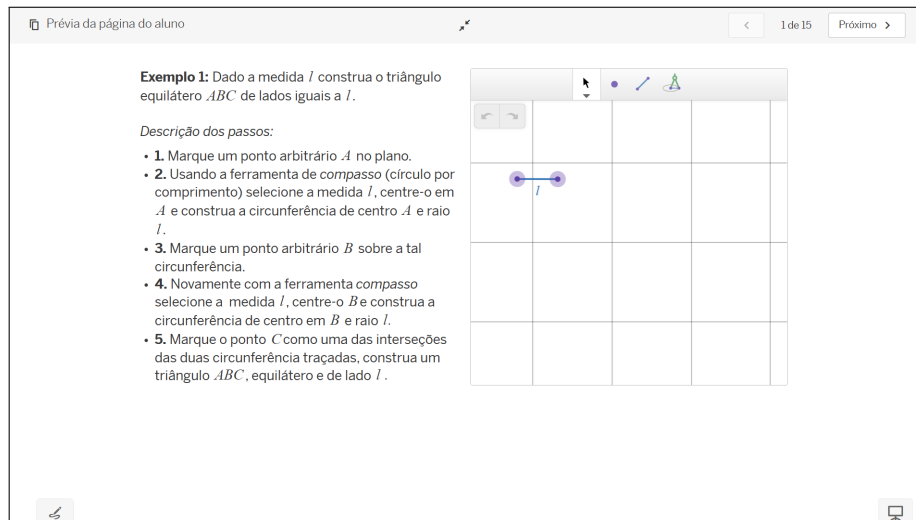 Prévia da página do aluno
1 de 15
Próximo
Exemplo 1: Dado a medida l construa o triângulo
equilátero ABC de lados iguais a l.
Descrição dos passos:
• 1. Marque um ponto arbitrário A no plano.
• 2. Usando a ferramenta de compasso (círculo por
comprimento) selecione a medida l, centre-o em
A e construa a circunferência de centro A e raio
l.
• 3. Marque um ponto arbitrário B sobre a tal
circunferência.
• 4. Novamente com a ferramenta compasso
selecione a medida l, centre-o B e construa a
circunferência de centro em B e raio l.
• 5. Marque o ponto C como uma das interseções
das duas circunferência traçadas, construa um
triângulo ABC, equilátero e de lado l.
l